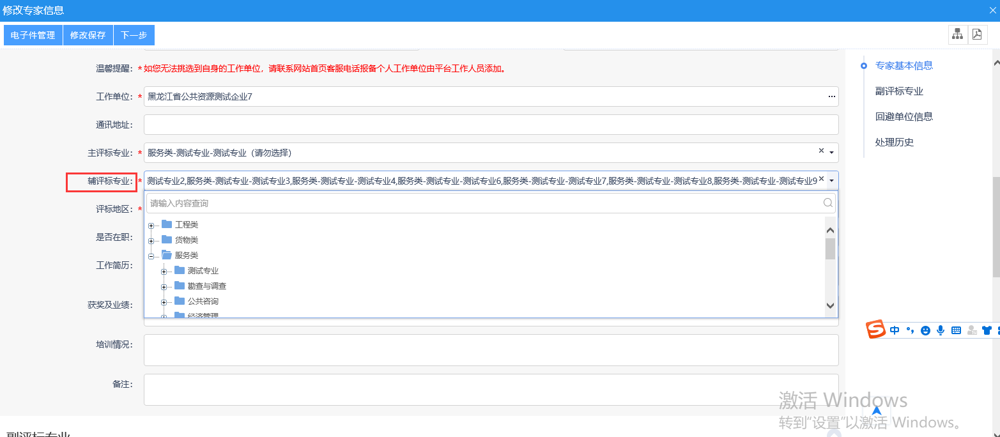 修改专家信息
电子件管理 修改保存 下一步
温馨提醒： * 如您无法挑选到自身的工作单位，请联系网站首页客服电话报备个人工作单位由平台工作人员添加。
工作单位： * 黑龙江省公共资源测试企业7
通讯地址：
主评标专业： * 服务类-测试专业-测试专业（请勿选择）
辅评标专业： * 测试专业2,服务类-测试专业-测试专业3,服务类-测试专业-测试专业4,服务类-测试专业-测试专业6,服务类-测试专业-测试专业7,服务类-测试专业-测试专业8,服务类-测试专业-测试专业9
请输入内容查询
评标地区： *
工程类
是否在职：
货物类
服务类
工作简历：
测试专业
勘查与调查
公共咨询
获奖及业绩：
经济管理
培训情况：
备注：
副评标专业
专家基本信息
副评标专业
回避单位信息
处理历史
中
激活 Windows
转到“设置”以激活 Windows。